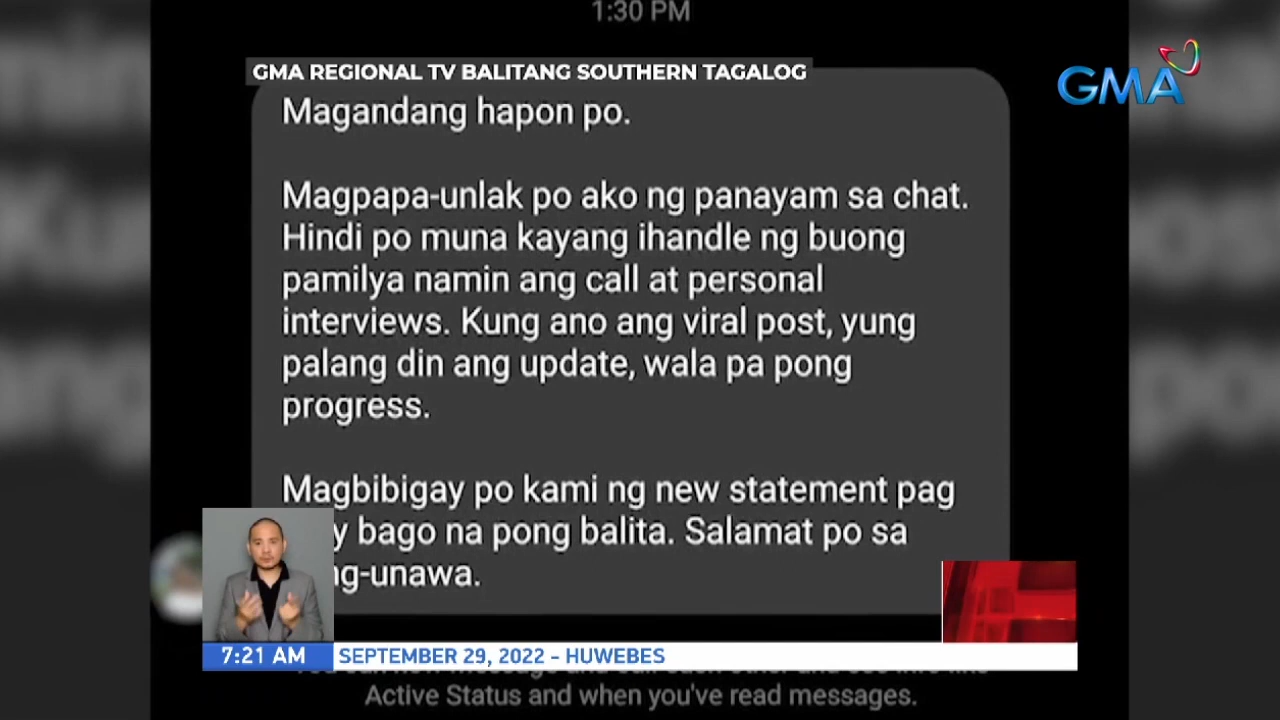 1:30 PM
GMA REGIONAL TV BALITANG SOUTHERN TAGALOG
GMA
Magandang hapon po.
Magpapa-unlak po ako ng panayam sa chat.
Hindi po muna kayang ihandle ng buong
pamilya namin ang call at personal
interviews. Kung ano ang viral post, yung
palang din ang update, wala pa pong
progress.
Magbibigay po kami ng new statement pag
y bago na pong balita. Salamat po sa
ng-unawa.
7:21 AM
SEPTEMBER 29, 2022 - HUWEBES
Active Status and when you've read messages.